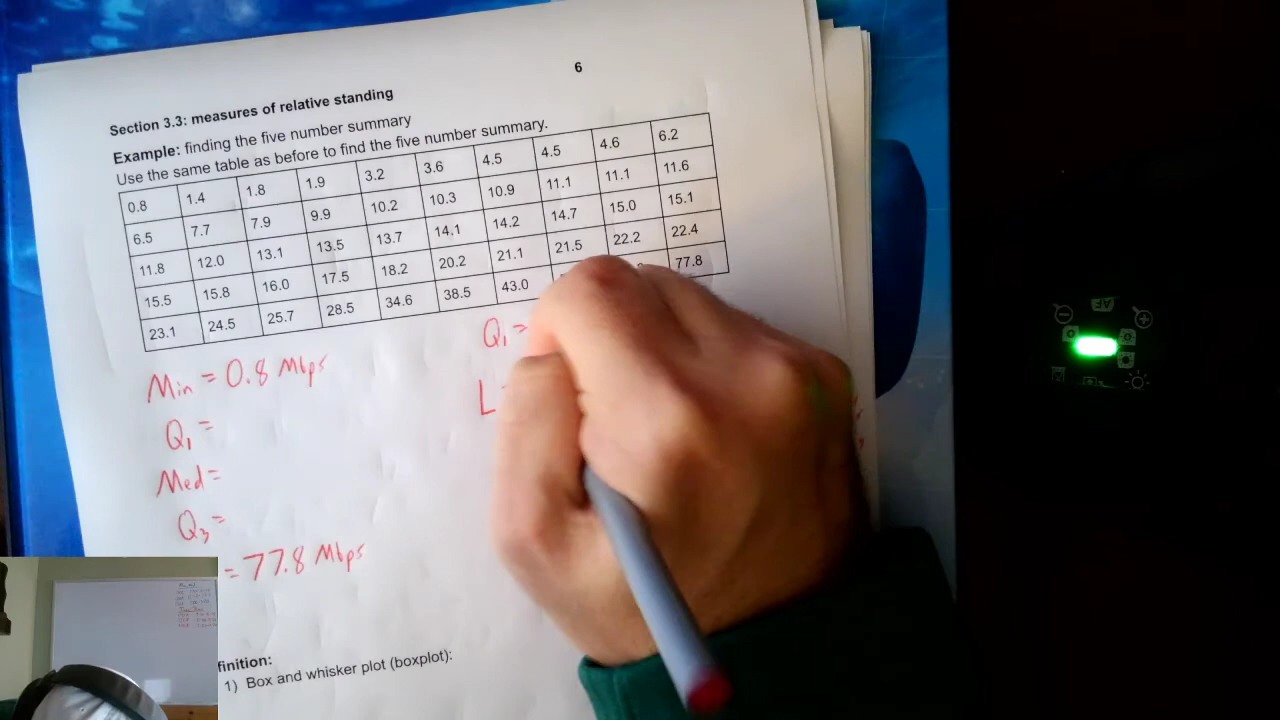 6
Section 3.3: measures of relative standing
Example: finding the five number summary
Use the same table as before to find the five number summary.
0.8 1.4 1.8 1.9 3.2 3.6 4.5 4.5 4.6 6.2
6.5 7.7 7.9 9.9 10.2 10.3 10.9 11.1 11.1 11.6
11.8 12.0 13.1 13.5 13.7 14.1 14.2 14.7 15.0 15.1
15.5 15.8 16.0 17.5 18.2 20.2 21.1 21.5 22.2 22.4
23.1 24.5 25.7 28.5 34.6 38.5 43.0 77.8
Min = 0.8 Mbps
Q₁ =
Med =
Q₃ =
= 77.8 Mbps
Q₁ =
L
finition:
1) Box and whisker plot (boxplot):
AF